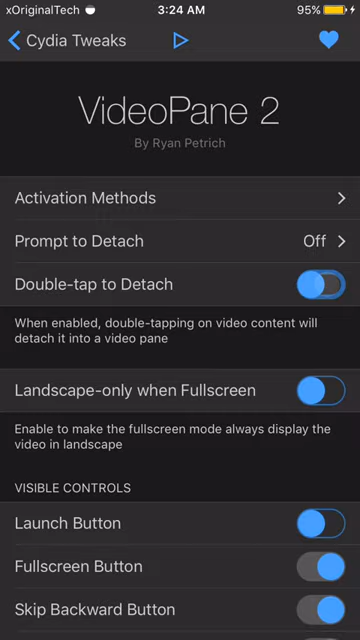 xOriginalTech 3:24 AM 95%
Cydia Tweaks
VideoPane 2
By Ryan Petrich
Activation Methods
Prompt to Detach Off
Double-tap to Detach
When enabled, double-tapping on video content will
detach it into a video pane
Landscape-only when Fullscreen
Enable to make the fullscreen mode always display the
video in landscape
VISIBLE CONTROLS
Launch Button
Fullscreen Button
Skip Backward Button